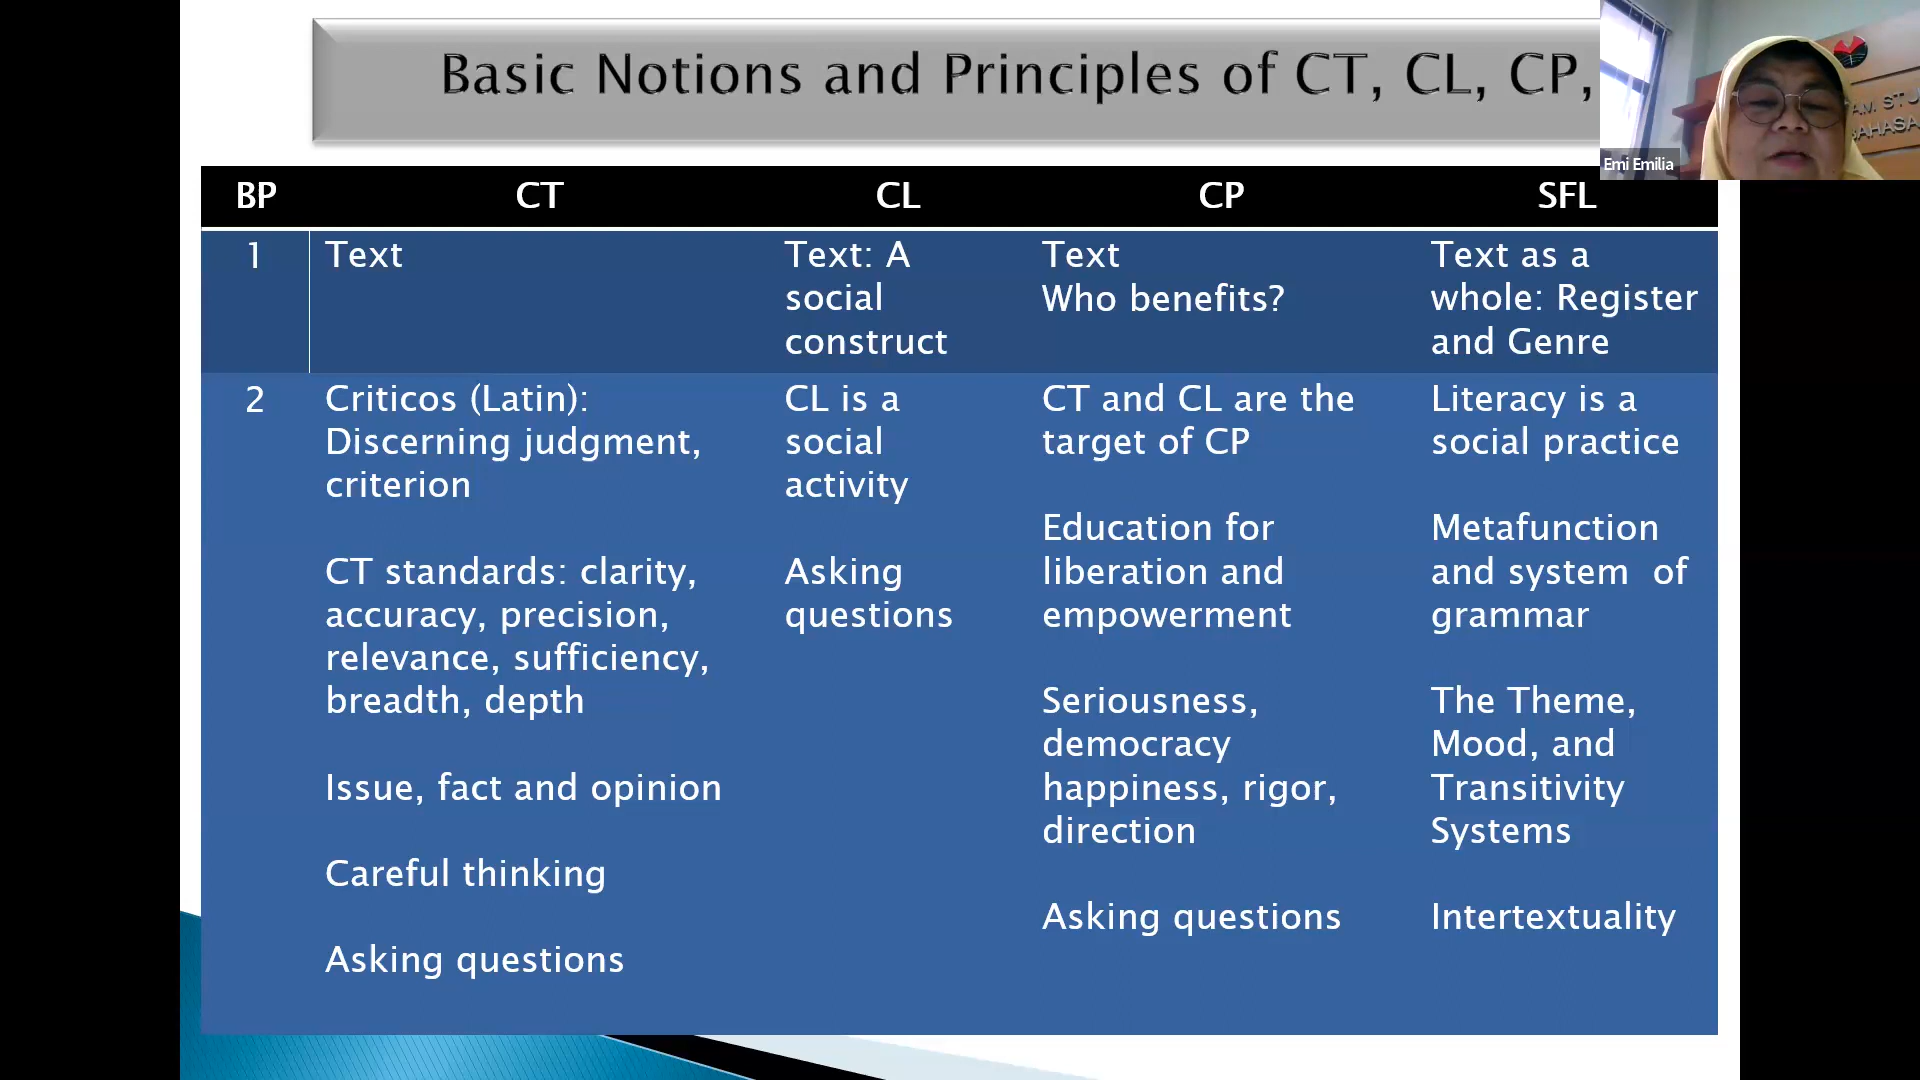 Basic Notions and Principles of CT, CL, CP,
AM. STU
BAHASA
Emi Emilia
BP CT CL CP SFL
1
Text
Text: A
social
construct
Text
Who benefits?
Text as a
whole: Register
and Genre
2
Criticos (Latin):
Discerning judgment,
criterion
CT standards: clarity,
accuracy, precision,
relevance, sufficiency,
breadth, depth
Issue, fact and opinion
Careful thinking
Asking questions
CL is a
social
activity
Asking
questions
CT and CL are the
target of CP
Education for
liberation and
empowerment
Seriousness,
democracy
happiness, rigor,
direction
Asking questions
Literacy is a
social practice
Metafunction
and system of
grammar
The Theme,
Mood, and
Transitivity
Systems
Intertextuality